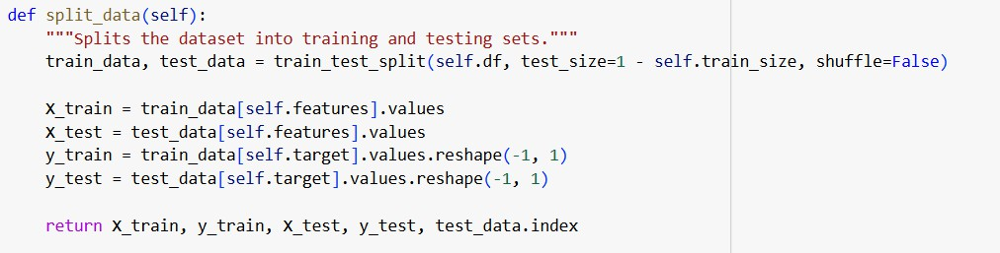 def split_data(self):
    """Splits the dataset into training and testing sets."""
    train_data, test_data = train_test_split(self.df, test_size=1 - self.train_size, shuffle=False)

    X_train = train_data[self.features].values
    X_test = test_data[self.features].values
    y_train = train_data[self.target].values.reshape(-1, 1)
    y_test = test_data[self.target].values.reshape(-1, 1)

    return X_train, y_train, X_test, y_test, test_data.index